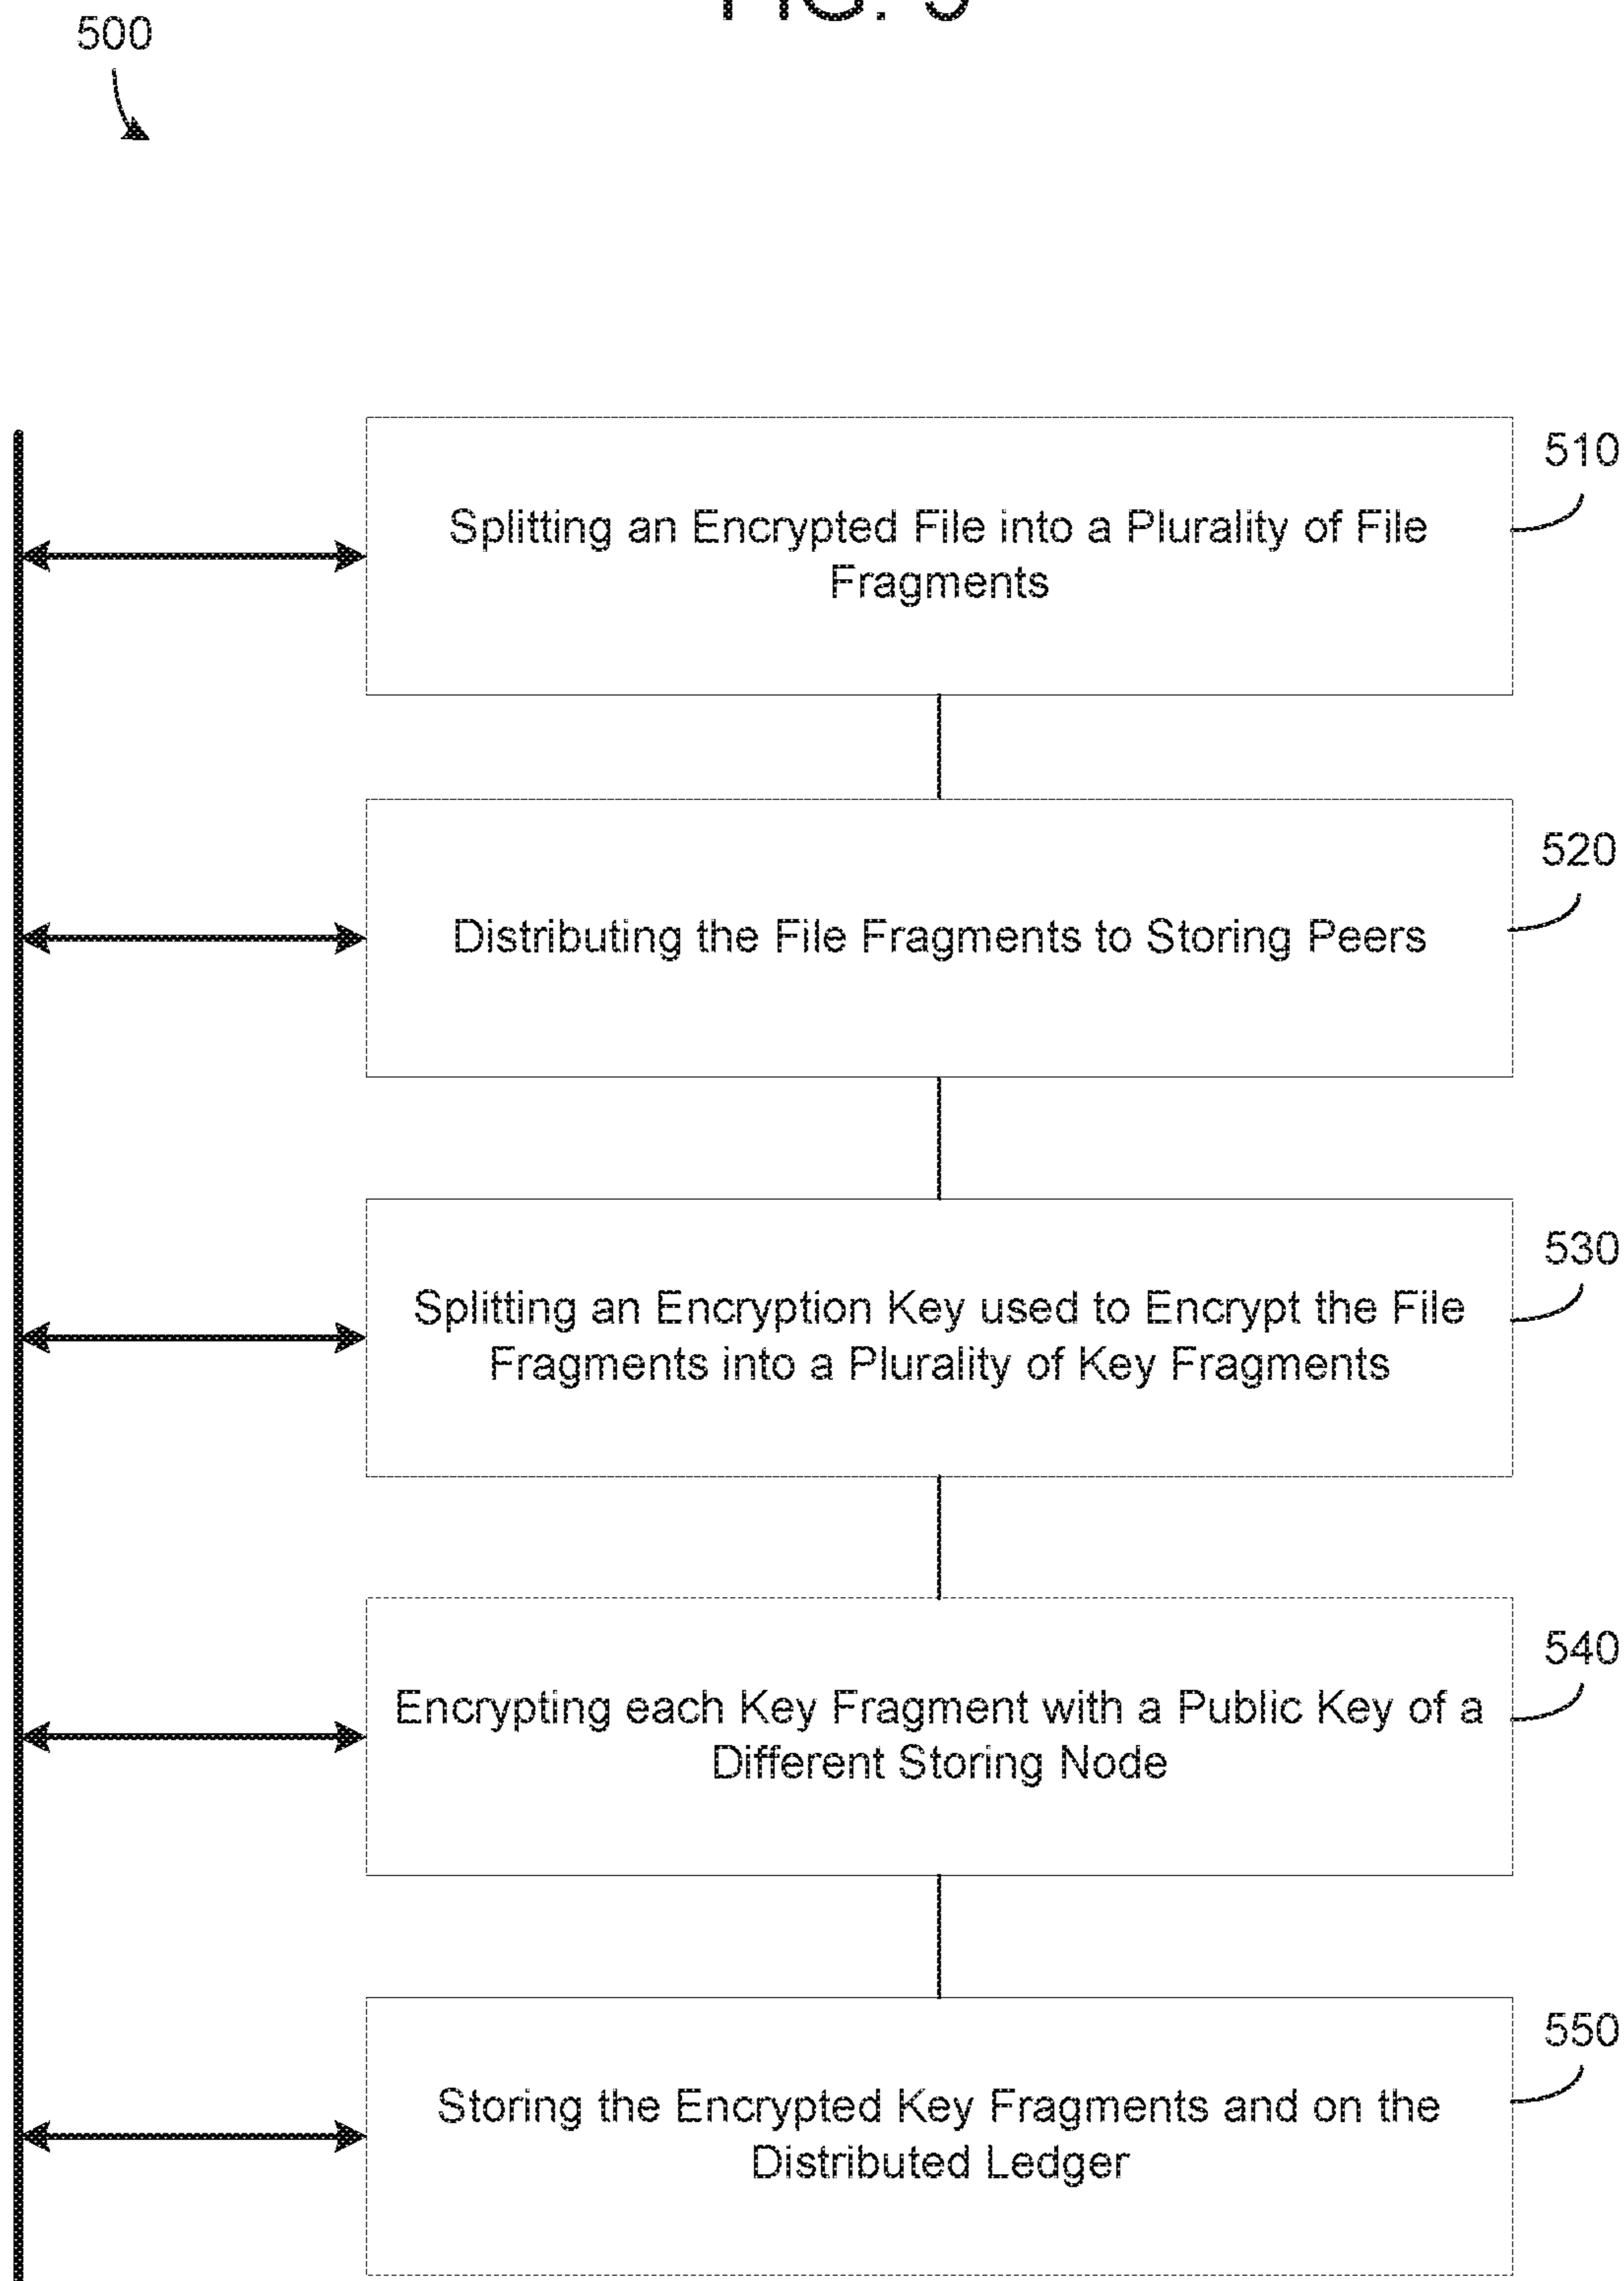 500
510
Splitting an Encrypted File into a Plurality of File
Fragments
520
Distributing the File Fragments to Storing Peers
530
Splitting an Encryption Key used to Encrypt the File
Fragments into a Plurality of Key Fragments
540
Encrypting each Key Fragment with a Public Key of a
Different Storing Node
550
Storing the Encrypted Key Fragments and on the
Distributed Ledger